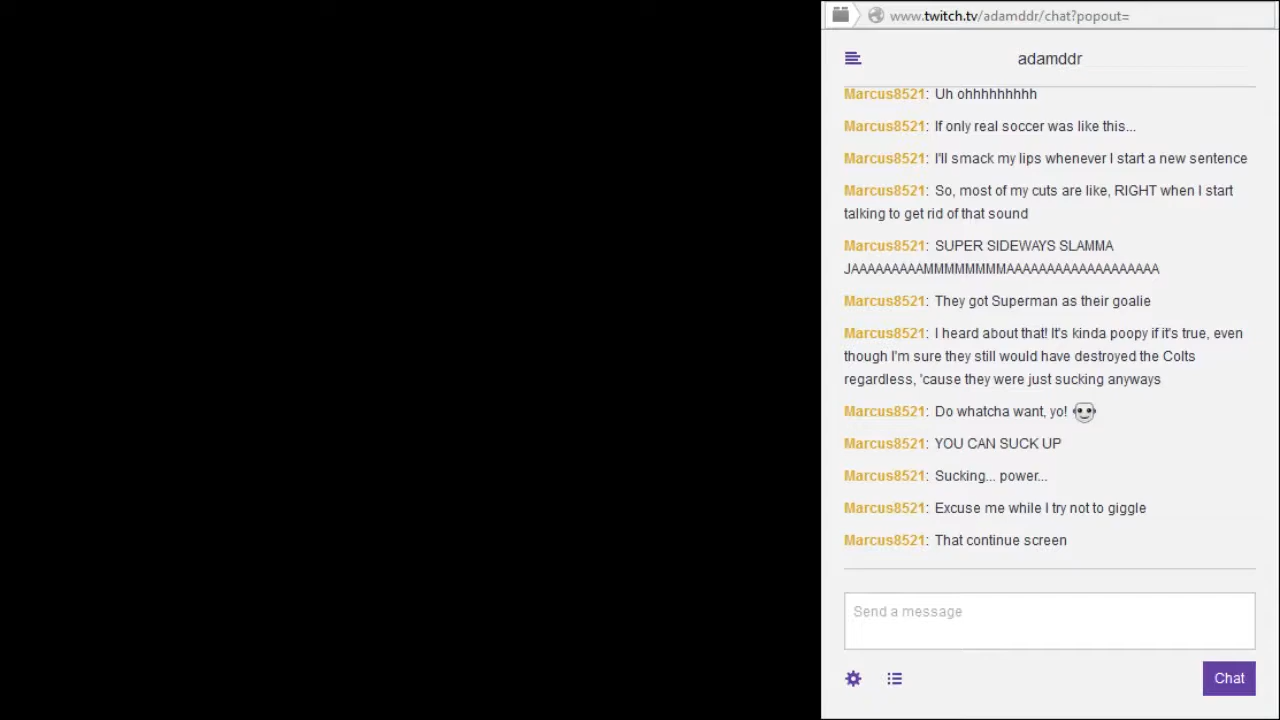 www.twitch.tv/adamddr/chat?popout=
adamddr
Marcus8521: Uh ohhhhhhhhh
Marcus8521: If only real soccer was like this...
Marcus8521: I'll smack my lips whenever I start a new sentence
Marcus8521: So, most of my cuts are like, RIGHT when I start
talking to get rid of that sound
Marcus8521: SUPER SIDEWAYS SLAMMA
JAAAAAAAAAMMMMMMMMAAAAAAAAAAAAAAAAAAA
Marcus8521: They got Superman as their goalie
Marcus8521: I heard about that! It's kinda poopy if it's true, even
though I'm sure they still would have destroyed the Colts
regardless, 'cause they were just sucking anyways
Marcus8521: Do whatcha want, yo!
Marcus8521: YOU CAN SUCK UP
Marcus8521: Sucking... power...
Marcus8521: Excuse me while I try not to giggle
Marcus8521: That continue screen
Send a message
Chat